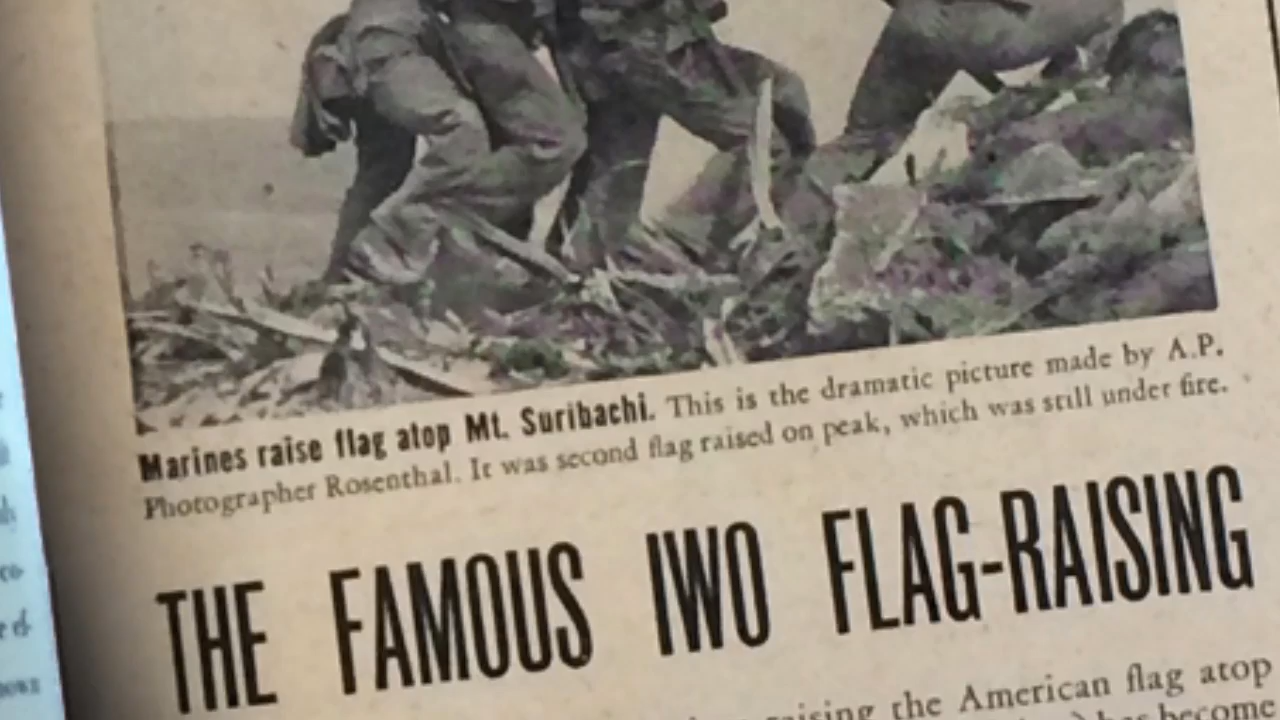 Marines raise flag atop Mt. Suribachi. This is the dramatic picture made by A.P.
Photographer Rosenthal. It was second flag raised on peak, which was still under fire.
THE FAMOUS IWO FLAG-RAISING
raising the American flag atop
has become